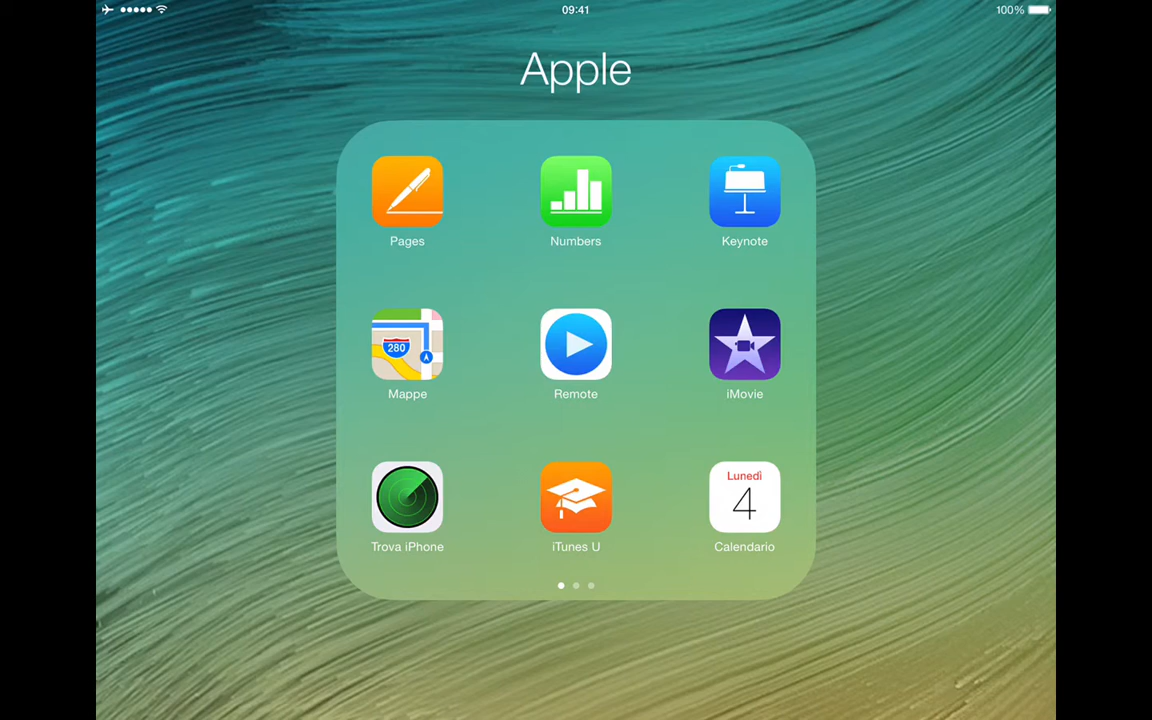 09:41
100%
Apple
Pages
Numbers
Keynote
280
Mappe
Remote
iMovie
Lunedì
4
Trova iPhone
iTunes U
Calendario